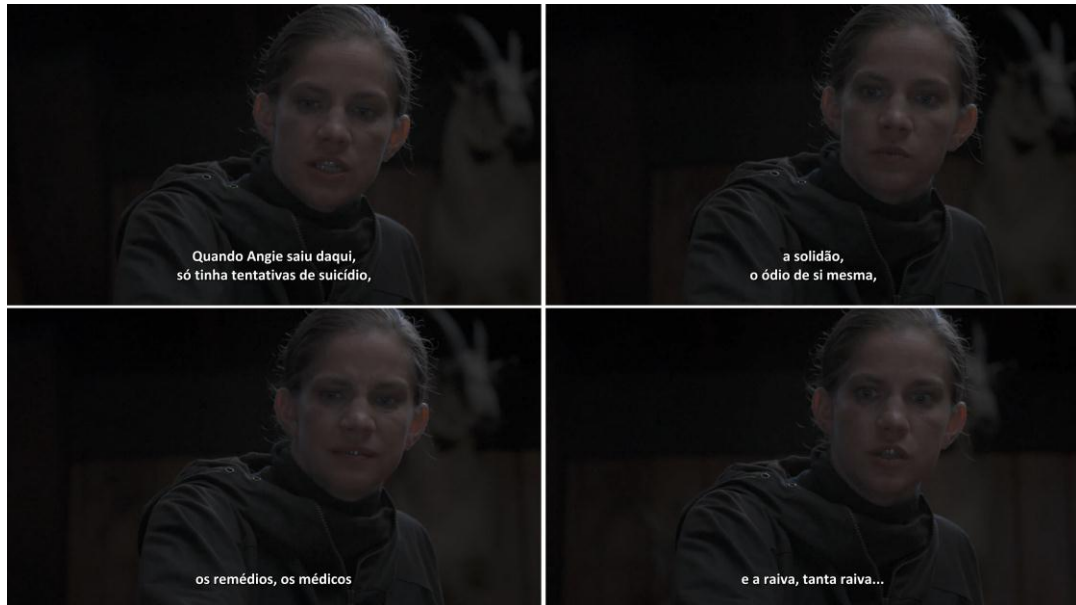 Quando Angie saiu daqui,
só tinha tentativas de suicídio,
a solidão,
o ódio de si mesma,
os remédios, os médicos
e a raiva, tanta raiva...